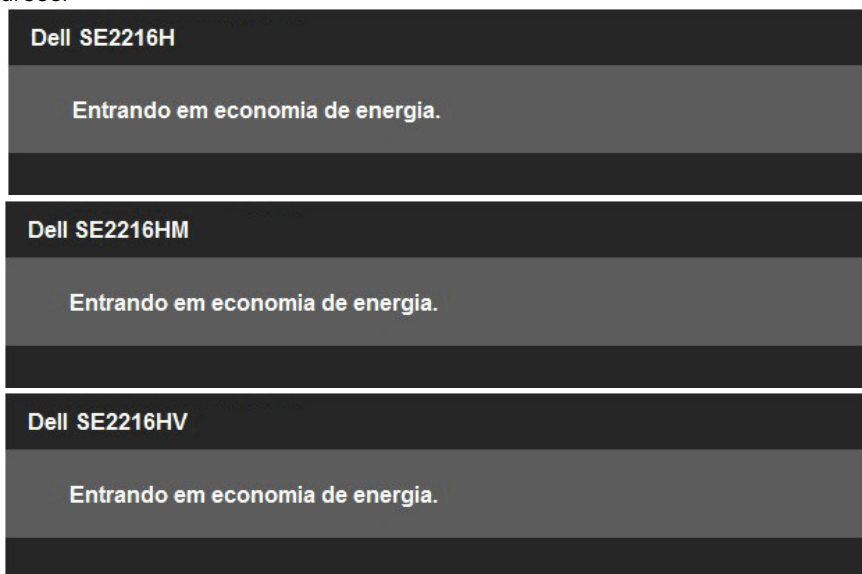 Dell SE2216H
Entrando em economia de energia.
Dell SE2216HM
Entrando em economia de energia.
Dell SE2216HV
Entrando em economia de energia.